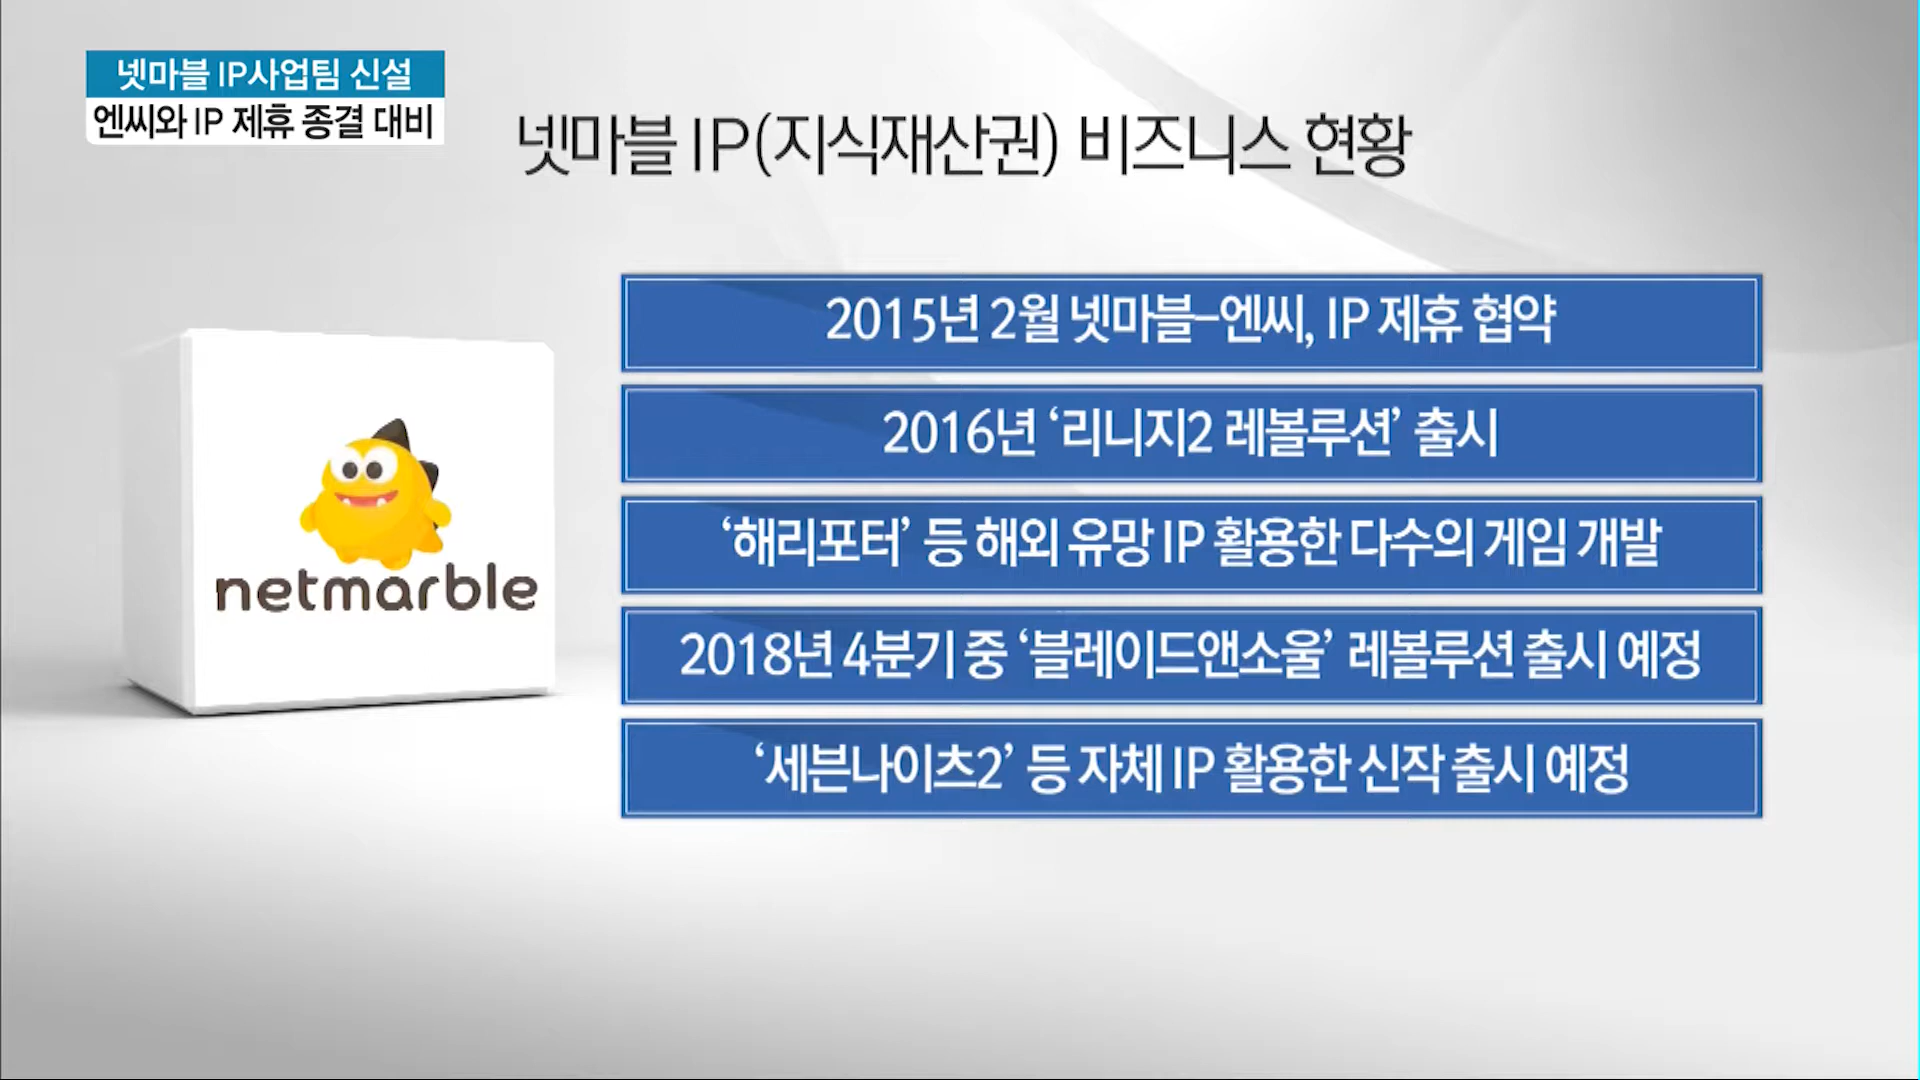 넷마블 IP사업팀 신설
엔씨와 IP 제휴 종결 대비
넷마블 IP(지식재산권) 비즈니스 현황
netmarble
2015년 2월 넷마블-엔씨, IP 제휴 협약
2016년 ‘리니지2 레볼루션’ 출시
‘해리포터’ 등 해외 유망 IP 활용한 다수의 게임 개발
2018년 4분기 중 ‘블레이드앤소울’ 레볼루션 출시 예정
‘세븐나이츠2’ 등 자체 IP 활용한 신작 출시 예정